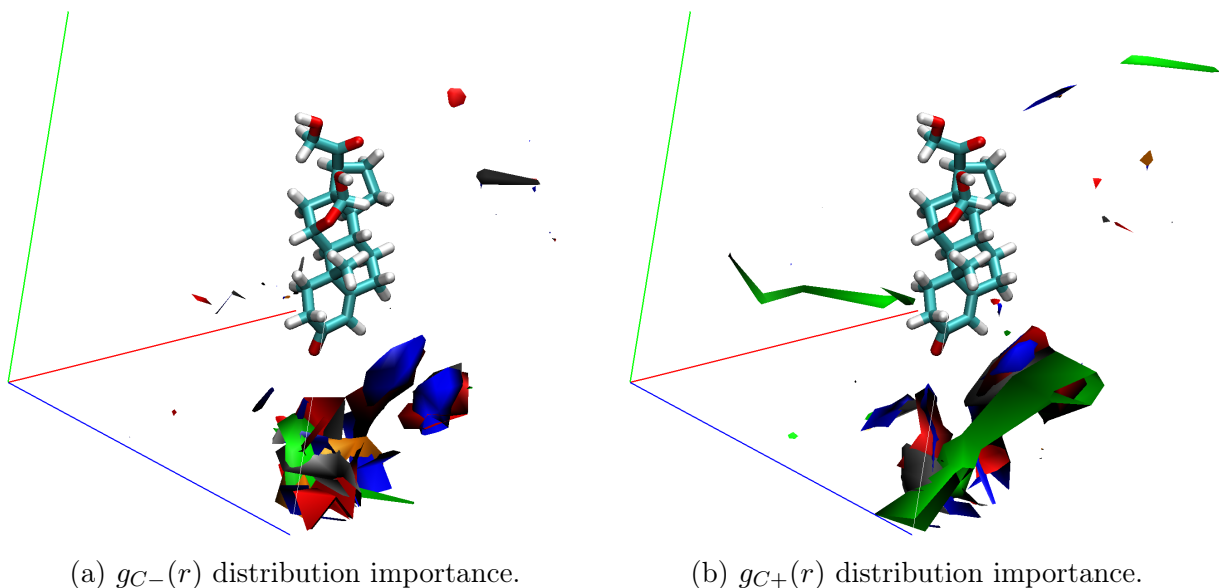 (a) $g_{C-}(r)$ distribution importance.
(b) $g_{C+}(r)$ distribution importance.